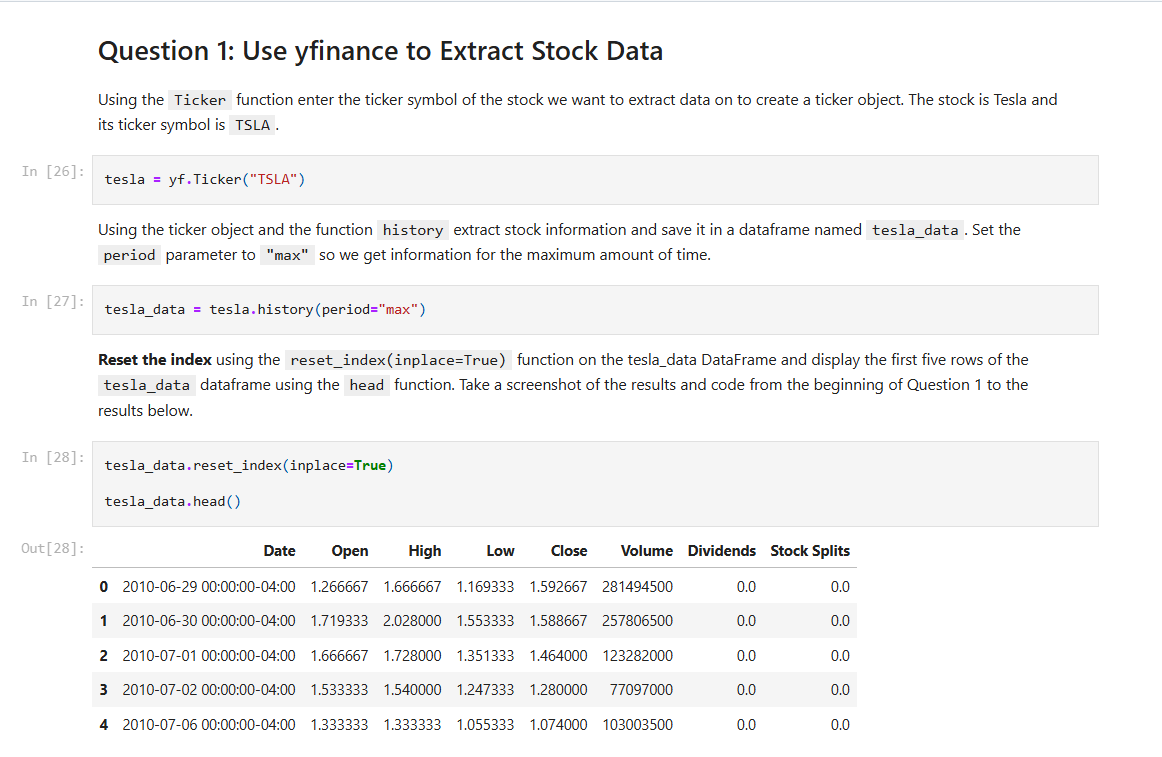 Question 1: Use yfinance to Extract Stock Data
Using the Ticker function enter the ticker symbol of the stock we want to extract data on to create a ticker object. The stock is Tesla and
its ticker symbol is TSLA .
In [26]: tesla = yf.Ticker("TSLA")
Using the ticker object and the function history extract stock information and save it in a dataframe named tesla_data . Set the
period parameter to "max" so we get information for the maximum amount of time.
In [27]: tesla_data = tesla.history(period="max")
Reset the index using the reset_index(inplace=True) function on the tesla_data DataFrame and display the first five rows of the
tesla_data dataframe using the head function. Take a screenshot of the results and code from the beginning of Question 1 to the
results below.
In [28]: tesla_data.reset_index(inplace=True)
tesla_data.head()
Out[28]: Date Open High Low Close Volume Dividends Stock Splits
0 2010-06-29 00:00:00-04:00 1.266667 1.666667 1.169333 1.592667 281494500 0.0 0.0
1 2010-06-30 00:00:00-04:00 1.719333 2.028000 1.553333 1.588667 257806500 0.0 0.0
2 2010-07-01 00:00:00-04:00 1.666667 1.728000 1.351333 1.464000 123282000 0.0 0.0
3 2010-07-02 00:00:00-04:00 1.533333 1.540000 1.247333 1.280000 77097000 0.0 0.0
4 2010-07-06 00:00:00-04:00 1.333333 1.333333 1.055333 1.074000 103003500 0.0 0.0